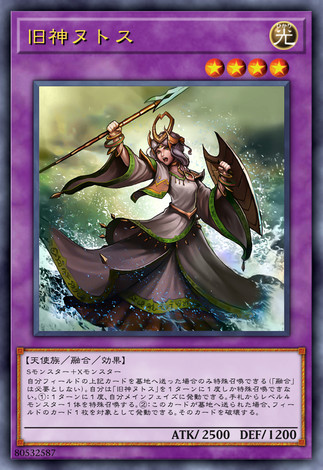 旧神ヌトス
光
【天使族／融合／効果】
Sモンスター＋Xモンスター
自分フィールドの上記カードを墓地へ送った場合のみ特殊召喚できる（「融合」
は必要としない）。自分は「旧神ヌトス」を１ターンに１度しか特殊召喚できな
い。①：１ターンに１度、自分メインフェイズに発動できる。手札からレベル４
モンスター１体を特殊召喚する。②：このカードが墓地へ送られた場合、フィー
ルドのカード１枚を対象として発動できる。そのカードを破壊する。
ATK/ 2500 DEF/1200
80532587